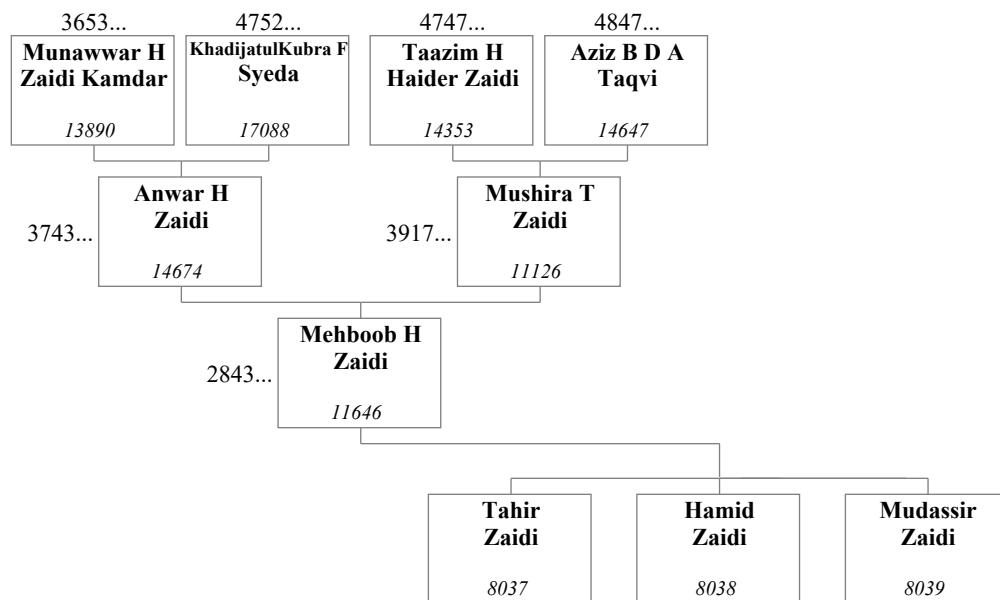 3653...
4752...
4747...
4847...
Munawwar H
Zaidi Kamdar
13890
KhadijatulKubra F
Syeda
17088
Taazim H
Haider Zaidi
14353
Aziz B D A
Taqvi
14647
3743...
Anwar H
Zaidi
14674
3917...
Mushira T
Zaidi
11126
2843...
Mehboob H
Zaidi
11646
Tahir
Zaidi
8037
Hamid
Zaidi
8038
Mudassir
Zaidi
8039